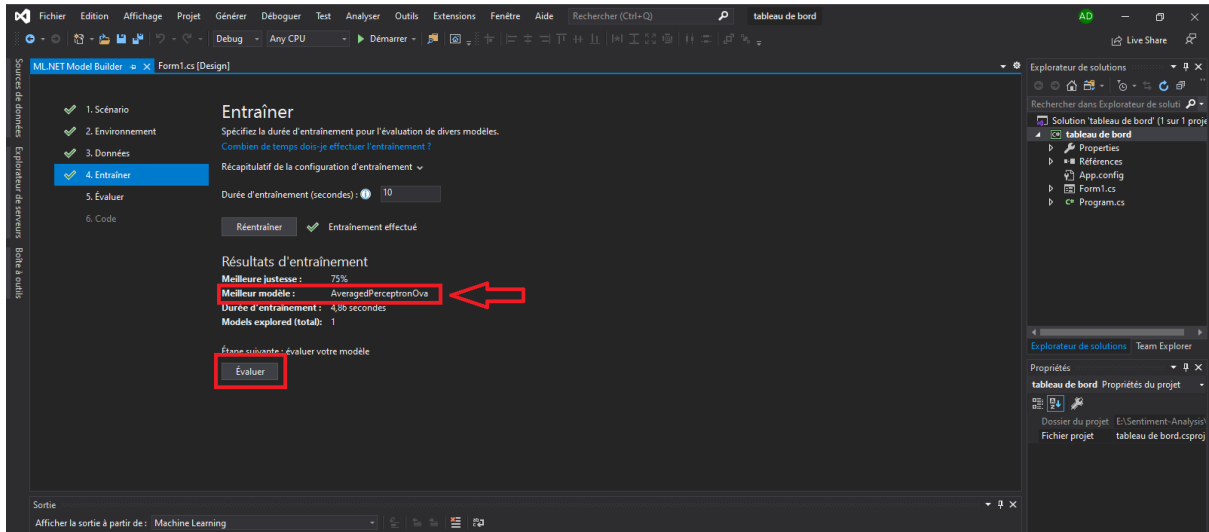 Fichier Edition Affichage Projet Générer Déboguer Test Analyser Outils Extensions Fenêtre Aide Rechercher (Ctrl+Q) tableau de bord AD
Debug Any CPU Démarrer Live Share
ML.NET Model Builder Form1.cs [Design]
Sources de données
Explorateur de serveurs
Boîte à outils
1. Scénario
2. Environnement
3. Données
4. Entraîner
5. Évaluer
6. Code
Entraîner
Spécifiez la durée d'entraînement pour l'évaluation de divers modèles.
Combien de temps dois-je effectuer l'entraînement ?
Récapitulatif de la configuration d'entraînement
Durée d'entraînement (secondes) : 10
Réentraîner Entraînement effectué
Résultats d'entraînement
Meilleure justesse : 75%
Meilleur modèle : AveragedPerceptronOva
Durée d'entraînement : 4,86 secondes
Models explored (total): 1
Étape suivante : évaluer votre modèle
Évaluer
Sortie
Afficher la sortie à partir de : Machine Learning
Explorateur de solutions
Rechercher dans Explorateur de soluti
Solution 'tableau de bord' (1 sur 1 proje
C# tableau de bord
Properties
Références
App.config
Form1.cs
C# Program.cs
Explorateur de solutions Team Explorer
Propriétés
tableau de bord Propriétés du projet
Dossier du projet E:\Sentiment-Analysis\
Fichier projet tableau de bord.csproj